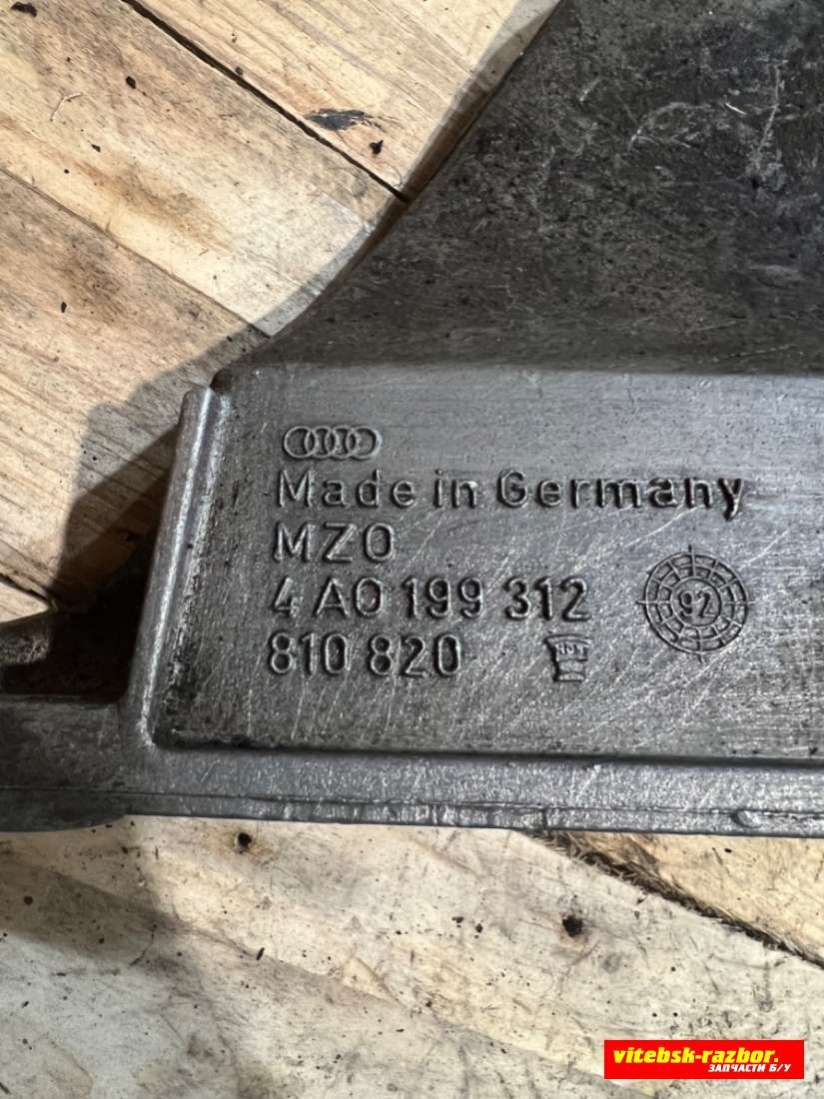 Made in Germany
MZO
4 A0 199 312
92
810 820
vitebsk-razbor.
ЗАПЧАСТИ Б/У